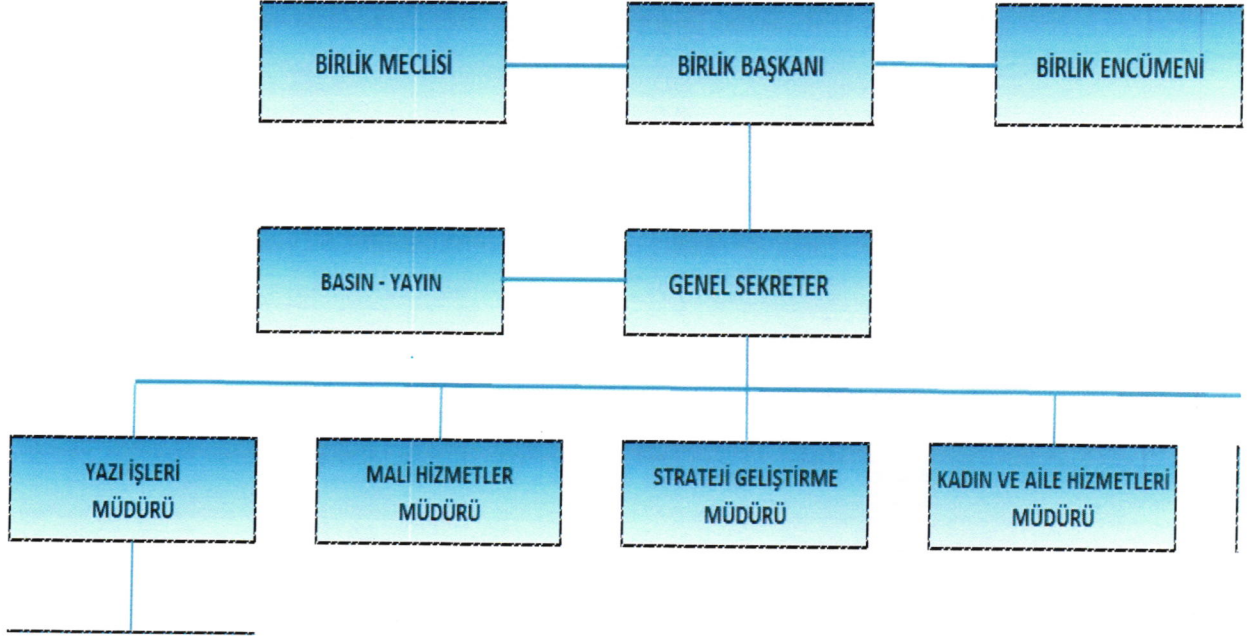 BİRLİK MECLİSİ
BİRLİK BAŞKANI
BİRLİK ENCÜMENİ
BASIN - YAYIN
GENEL SEKRETER
YAZI İŞLERİ
MÜDÜRÜ
MALİ HİZMETLER
MÜDÜRÜ
STRATEJİ GELİŞTİRME
MÜDÜRÜ
KADIN VE AİLE HİZMETLERİ
MÜDÜRÜ